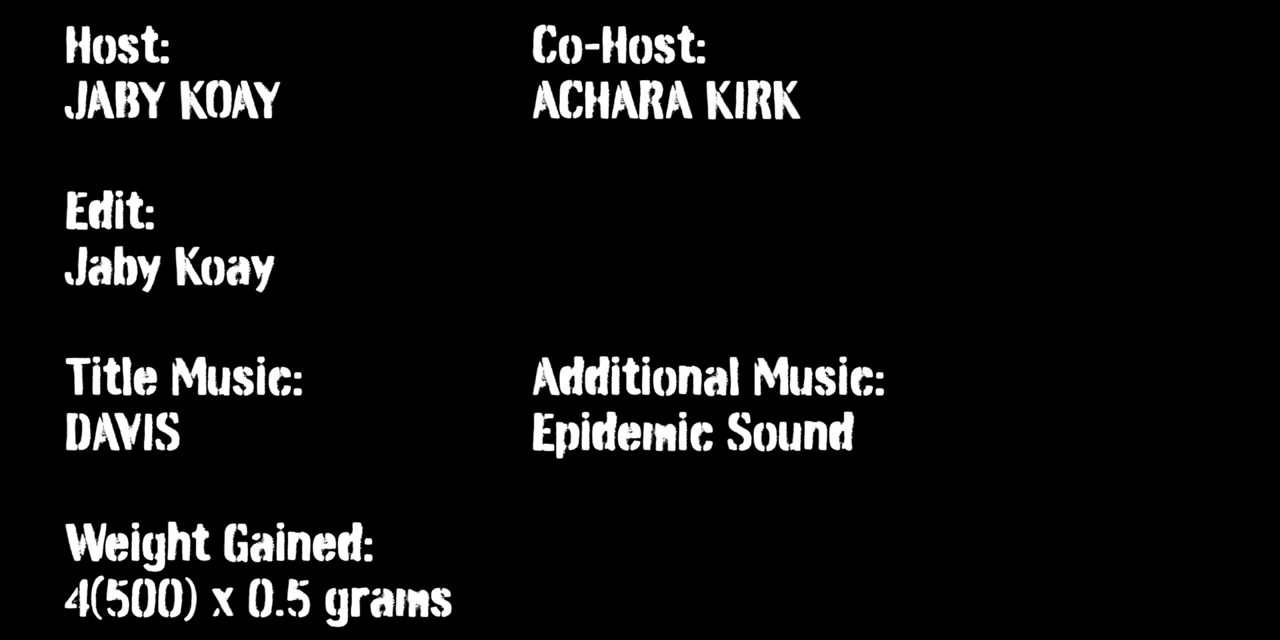 Host:
JABY KOAY
Co-Host:
ACHARA KIRK
Edit:
Jaby Koay
Title Music:
DAVIS
Additional Music:
Epidemic Sound
Weight Gained:
4(500) x 0.5 grams